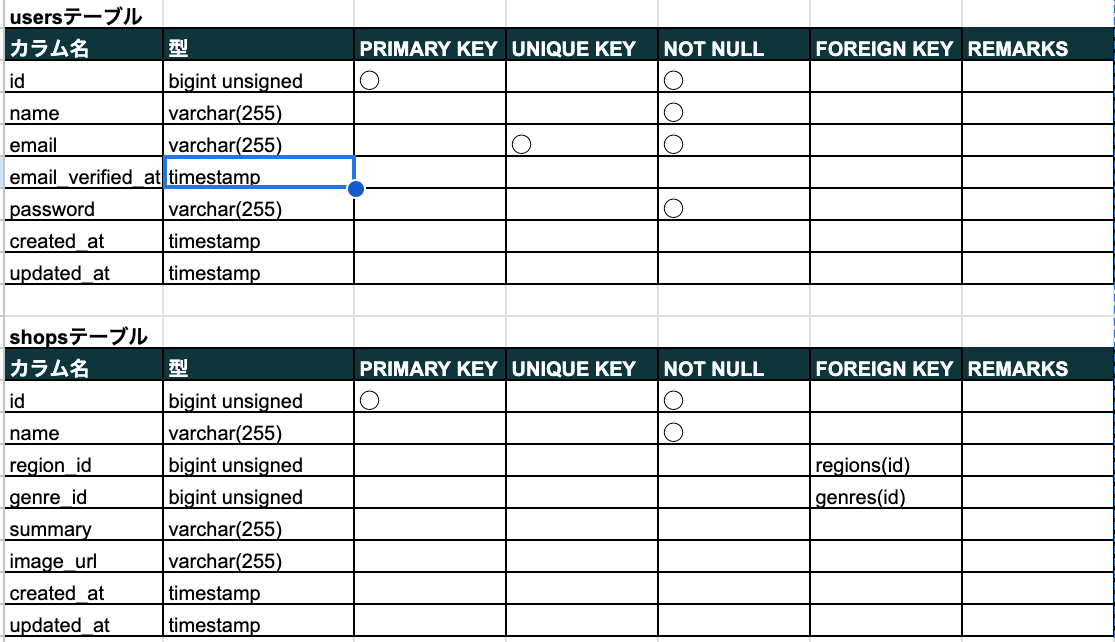 usersテーブル
カラム名 型 PRIMARY KEY UNIQUE KEY NOT NULL FOREIGN KEY REMARKS
id bigint unsigned ○ ○
name varchar(255) ○
email varchar(255) ○ ○
email_verified_at timestamp
password varchar(255) ○
created_at timestamp
updated_at timestamp
shopsテーブル
カラム名 型 PRIMARY KEY UNIQUE KEY NOT NULL FOREIGN KEY REMARKS
id bigint unsigned ○ ○
name varchar(255) ○
region_id bigint unsigned regions(id)
genre_id bigint unsigned genres(id)
summary varchar(255)
image_url varchar(255)
created_at timestamp
updated_at timestamp